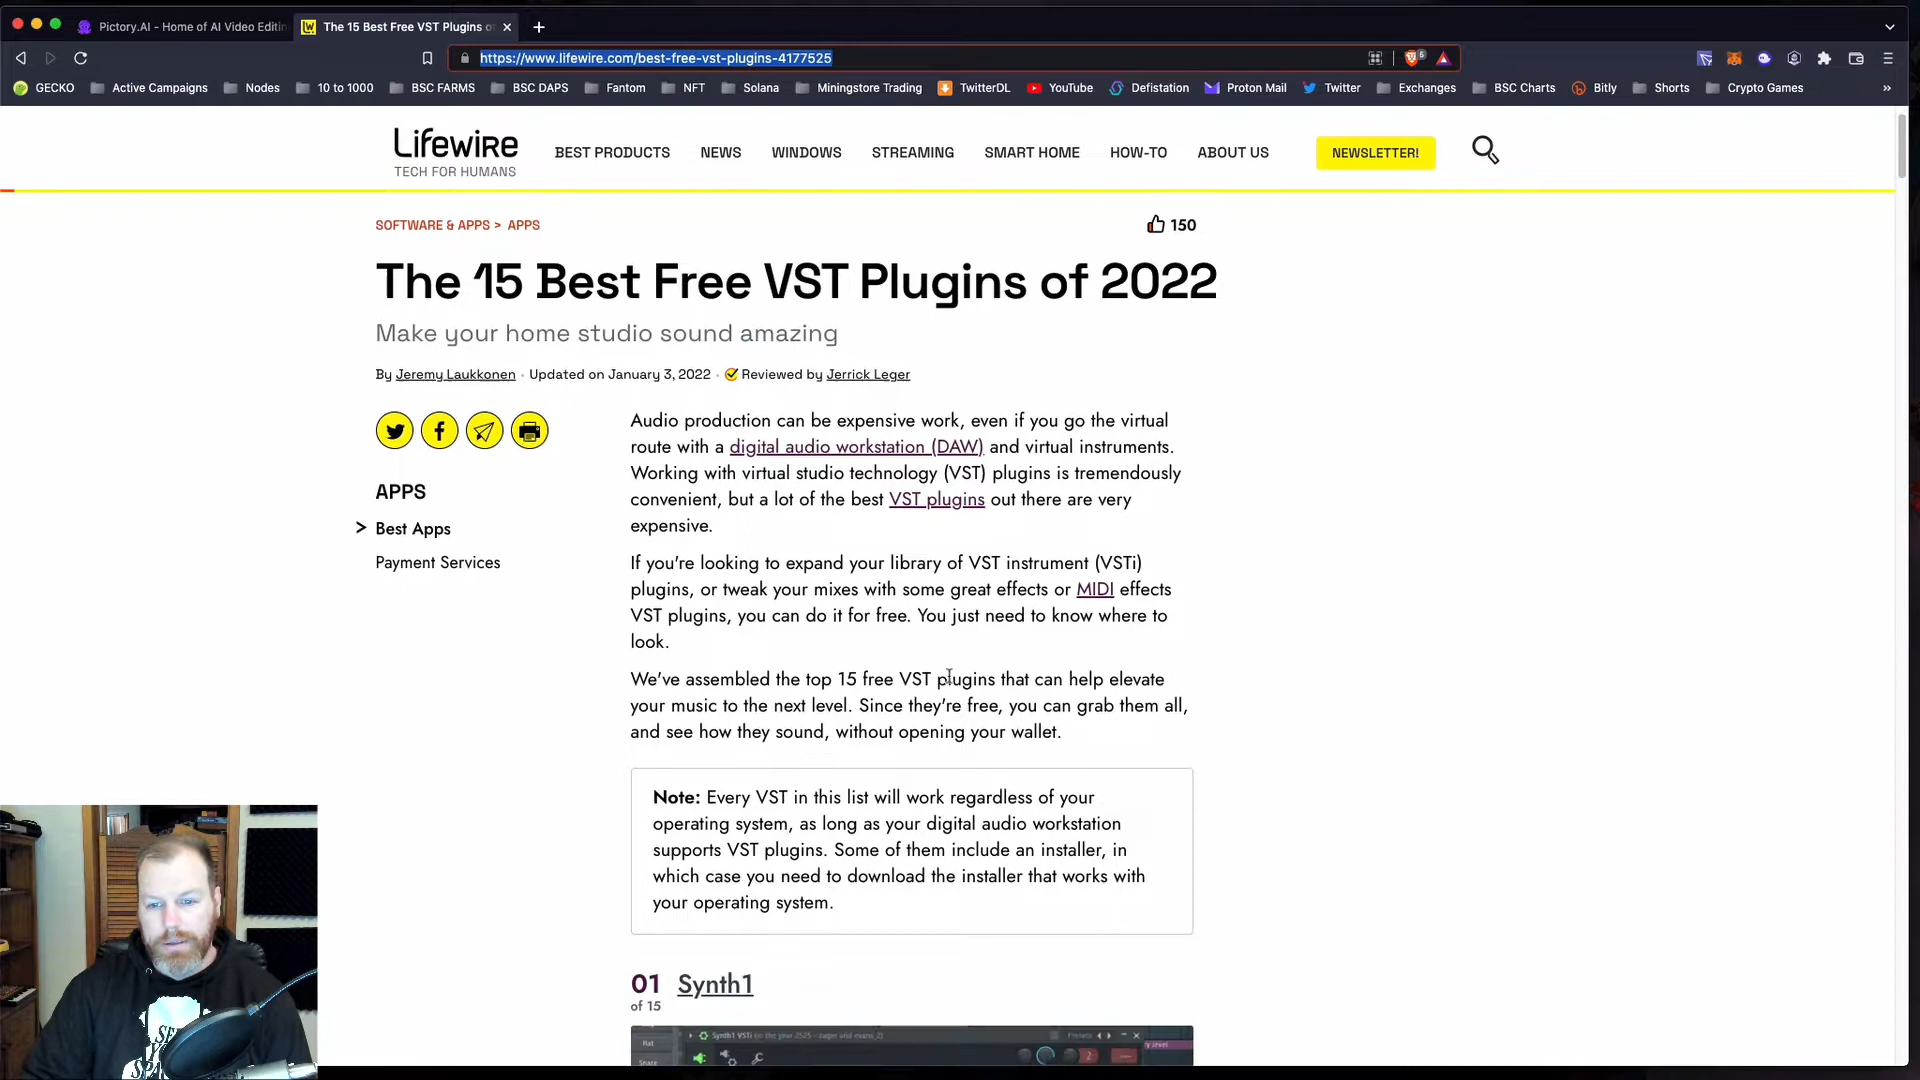 Pictory.AI - Home of AI Video Editin
The 15 Best Free VST Plugins o
https://www.lifewire.com/best-free-vst-plugins-4177525
5
GECKO
Active Campaigns
Nodes
10 to 1000
BSC FARMS
BSC DAPS
Fantom
NFT
Solana
Miningstore Trading
TwitterDL
YouTube
Defistation
Proton Mail
Twitter
Exchanges
BSC Charts
Bitly
Shorts
Crypto Games
Lifewire
TECH FOR HUMANS
BEST PRODUCTS
NEWS
WINDOWS
STREAMING
SMART HOME
HOW-TO
ABOUT US
NEWSLETTER!
SOFTWARE & APPS > APPS
150
The 15 Best Free VST Plugins of 2022
Make your home studio sound amazing
By Jeremy Laukkonen • Updated on January 3, 2022 • Reviewed by Jerrick Leger
APPS
> Best Apps
Payment Services
Audio production can be expensive work, even if you go the virtual
route with a digital audio workstation (DAW) and virtual instruments.
Working with virtual studio technology (VST) plugins is tremendously
convenient, but a lot of the best VST plugins out there are very
expensive.
If you're looking to expand your library of VST instrument (VSTi)
plugins, or tweak your mixes with some great effects or MIDI effects
VST plugins, you can do it for free. You just need to know where to
look.
We've assembled the top 15 free VST plugins that can help elevate
your music to the next level. Since they're free, you can grab them all,
and see how they sound, without opening your wallet.
Note: Every VST in this list will work regardless of your
operating system, as long as your digital audio workstation
supports VST plugins. Some of them include an installer, in
which case you need to download the installer that works with
your operating system.
01 Synth1
of 15